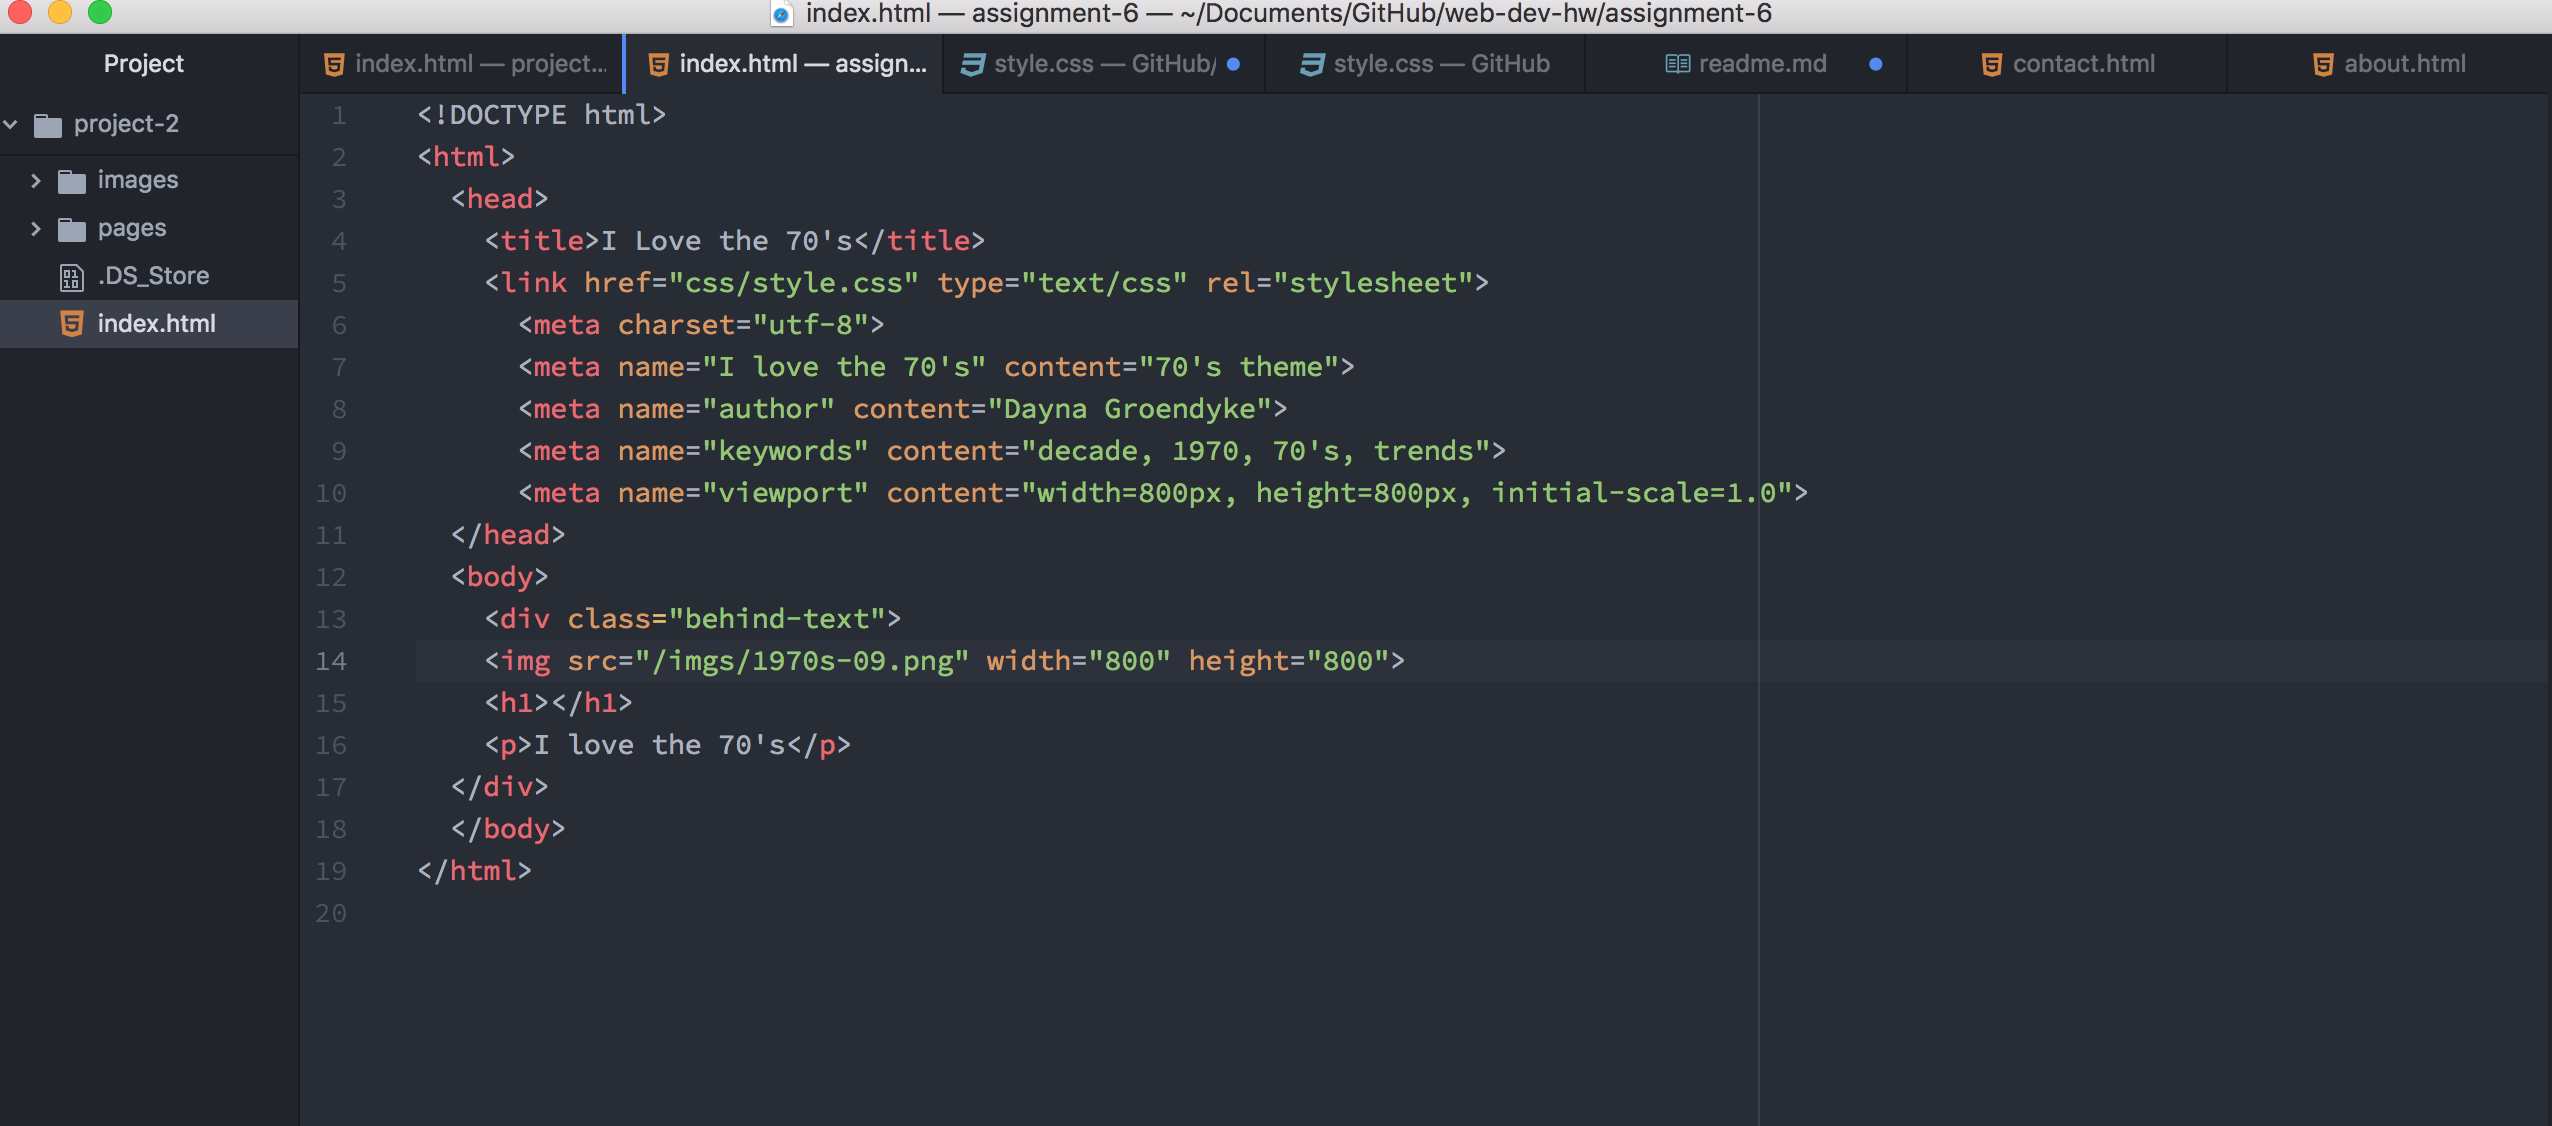 index.html — assignment-6 — ~/Documents/GitHub/web-dev-hw/assignment-6
Project
index.html — project...
index.html — assign...
style.css — GitHub/
style.css — GitHub
readme.md
contact.html
about.html
project-2
images
pages
.DS_Store
index.html
1 <!DOCTYPE html>
2 <html>
3 <head>
4 <title>I Love the 70's</title>
5 <link href="css/style.css" type="text/css" rel="stylesheet">
6 <meta charset="utf-8">
7 <meta name="I love the 70's" content="70's theme">
8 <meta name="author" content="Dayna Groendyke">
9 <meta name="keywords" content="decade, 1970, 70's, trends">
10 <meta name="viewport" content="width=800px, height=800px, initial-scale=1.0">
11 </head>
12 <body>
13 <div class="behind-text">
14 <img src="/imgs/1970s-09.png" width="800" height="800">
15 <h1></h1>
16 <p>I love the 70's</p>
17 </div>
18 </body>
19 </html>
20